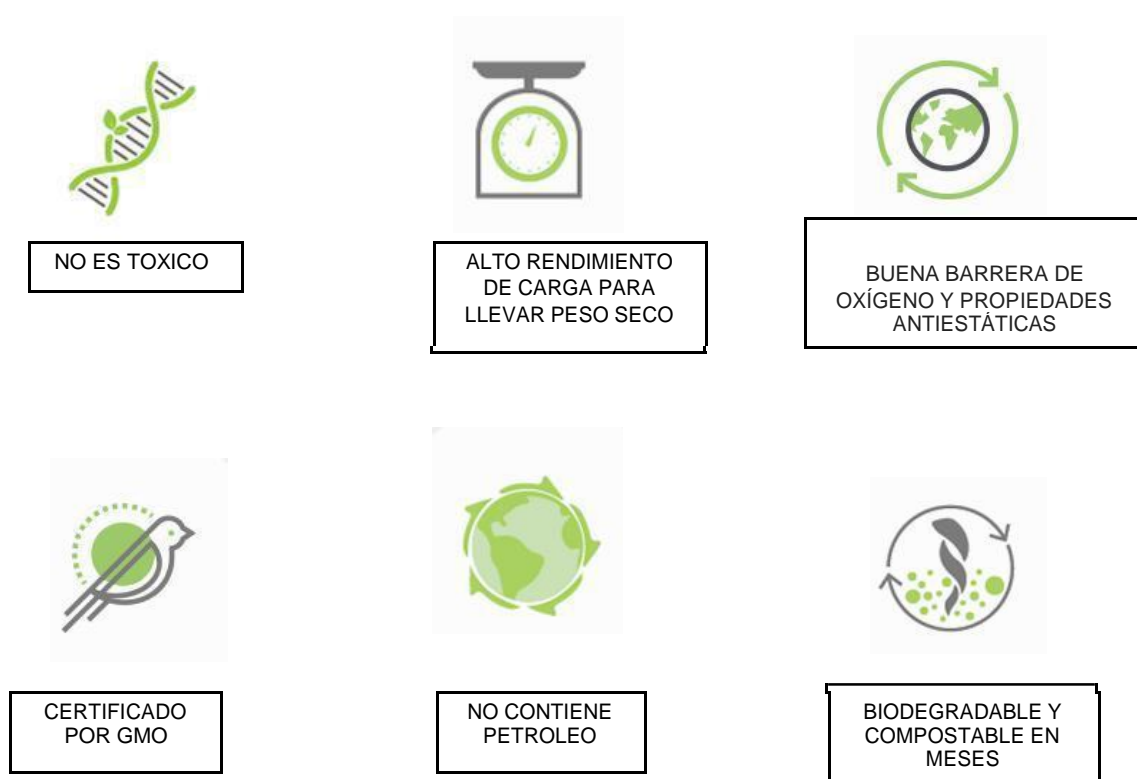 NO ES TOXICO
ALTO RENDIMIENTO
DE CARGA PARA
LLEVAR PESO SECO
BUENA BARRERA DE
OXÍGENO Y PROPIEDADES
ANTIESTÁTICAS
CERTIFICADO
POR GMO
NO CONTIENE
PETROLEO
BIODEGRADABLE Y
COMPOSTABLE EN
MESES